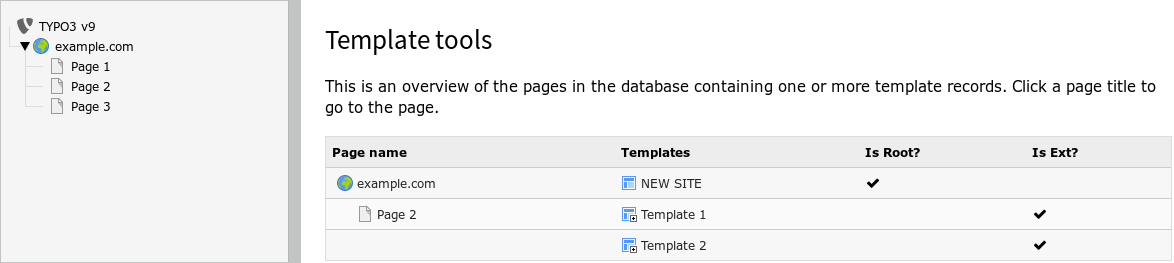 TYPO3 v9
example.com
Page 1
Page 2
Page 3
Template tools
This is an overview of the pages in the database containing one or more template records. Click a page title to
go to the page.
Page name Templates Is Root? Is Ext?
example.com NEW SITE
Page 2 Template 1
Template 2